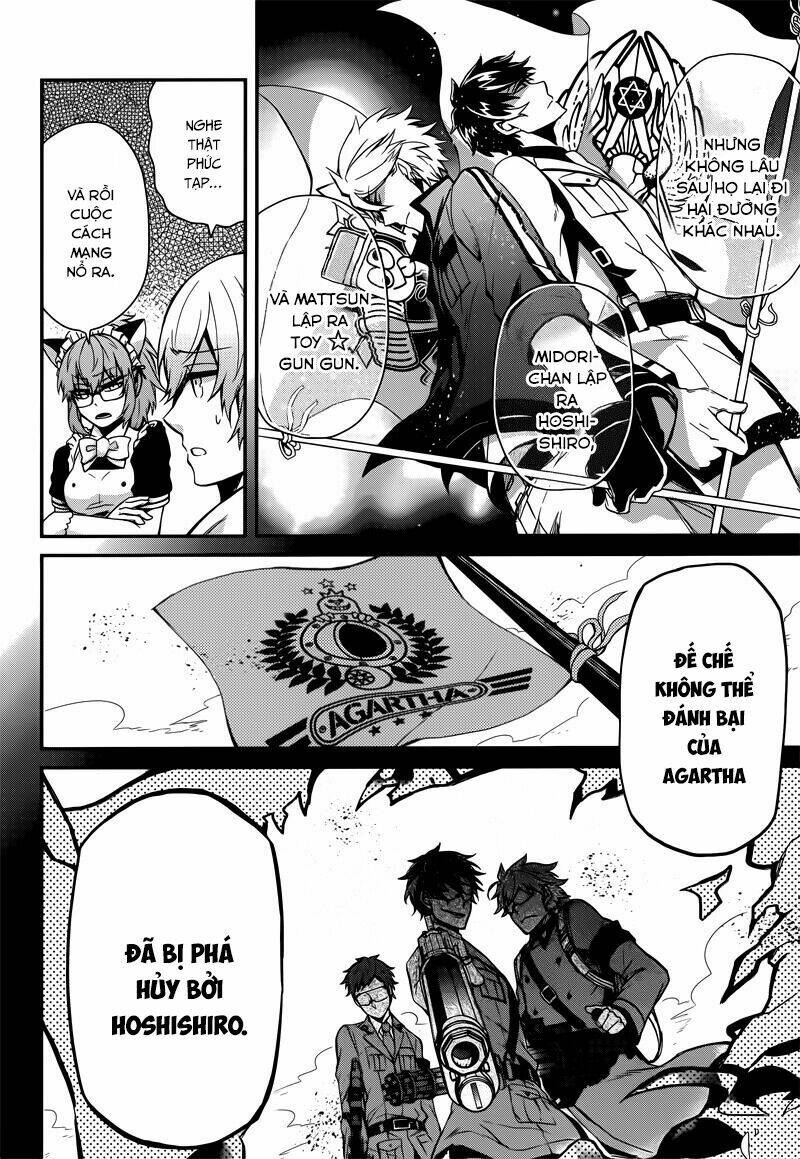 NHƯNG
KHÔNG LÂU
SAU HỌ LẠI ĐI
HAI ĐƯỜNG
KHÁC NHAU.
MIDORI-
CHAN LẬP
RA
HOSHI-
SHIRO,
VÀ MATTSUN
LẬP RA
TOY ☆
GUN GUN.
NGHE
THẬT
PHỨC
TẠP...
VÀ RỒI
CUỘC
CÁCH
MẠNG
NỔ RA.
ĐẾ CHẾ
KHÔNG THỂ
ĐÁNH BẠI
CỦA
AGARTHA
·AGARTHA·
ĐÃ BỊ PHÁ
HỦY BỞI
HOSHISHIRO.